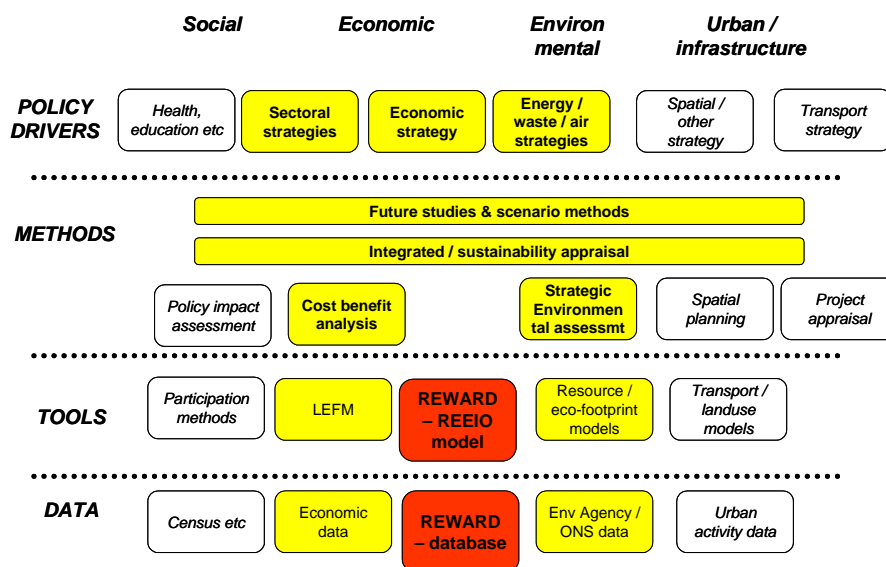 Social
Economic
Environ
mental
Urban /
infrastructure
POLICY
DRIVERS
Health,
education etc
Sectoral
strategies
Economic
strategy
Energy /
waste / air
strategies
Spatial /
other
strategy
Transport
strategy
METHODS
Future studies & scenario methods
Integrated / sustainability appraisal
Policy impact
assessment
Cost benefit
analysis
Strategic
Environmen
tal assessmt
Spatial
planning
Project
appraisal
TOOLS
Participation
methods
LEFM
REWARD
– REEIO
model
Resource /
eco-footprint
models
Transport /
landuse
models
DATA
Census etc
Economic
data
REWARD
– database
Env Agency /
ONS data
Urban
activity data